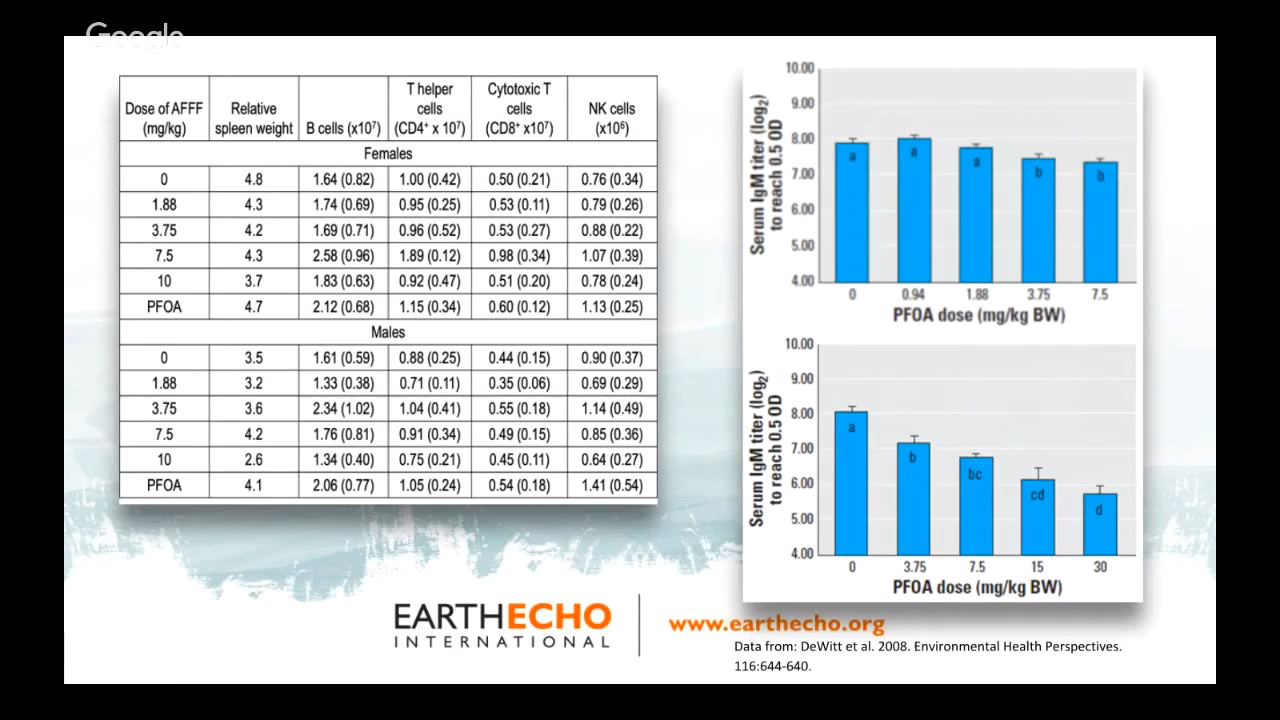 Google
Dose of AFFF (mg/kg) Relative spleen weight B cells (x10⁷) T helper cells (CD4⁺ x 10⁷) Cytotoxic T cells (CD8⁺ x10⁷) NK cells (x10⁶)
Females
0 4.8 1.64 (0.82) 1.00 (0.42) 0.50 (0.21) 0.76 (0.34)
1.88 4.3 1.74 (0.69) 0.95 (0.25) 0.53 (0.11) 0.79 (0.26)
3.75 4.2 1.69 (0.71) 0.96 (0.52) 0.53 (0.27) 0.88 (0.22)
7.5 4.3 2.58 (0.96) 1.89 (0.12) 0.98 (0.34) 1.07 (0.39)
10 3.7 1.83 (0.63) 0.92 (0.47) 0.51 (0.20) 0.78 (0.24)
PFOA 4.7 2.12 (0.68) 1.15 (0.34) 0.60 (0.12) 1.13 (0.25)
Males
0 3.5 1.61 (0.59) 0.88 (0.25) 0.44 (0.15) 0.90 (0.37)
1.88 3.2 1.33 (0.38) 0.71 (0.11) 0.35 (0.06) 0.69 (0.29)
3.75 3.6 2.34 (1.02) 1.04 (0.41) 0.55 (0.18) 1.14 (0.49)
7.5 4.2 1.76 (0.81) 0.91 (0.34) 0.49 (0.15) 0.85 (0.36)
10 2.6 1.34 (0.40) 0.75 (0.21) 0.45 (0.11) 0.64 (0.27)
PFOA 4.1 2.06 (0.77) 1.05 (0.24) 0.54 (0.18) 1.41 (0.54)
Serum IgM titer (log₂)
to reach 0.5 OD
10.00
9.00
8.00
7.00
6.00
5.00
4.00
a a a b b
0 0.94 1.88 3.75 7.5
PFOA dose (mg/kg BW)
Serum IgM titer (log₂)
to reach 0.5 OD
10.00
9.00
8.00
7.00
6.00
5.00
4.00
a b bc cd d
0 3.75 7.5 15 30
PFOA dose (mg/kg BW)
EARTHECHO
INTERNATIONAL
www.earthecho.org
Data from: DeWitt et al. 2008. Environmental Health Perspectives.
116:644-640.